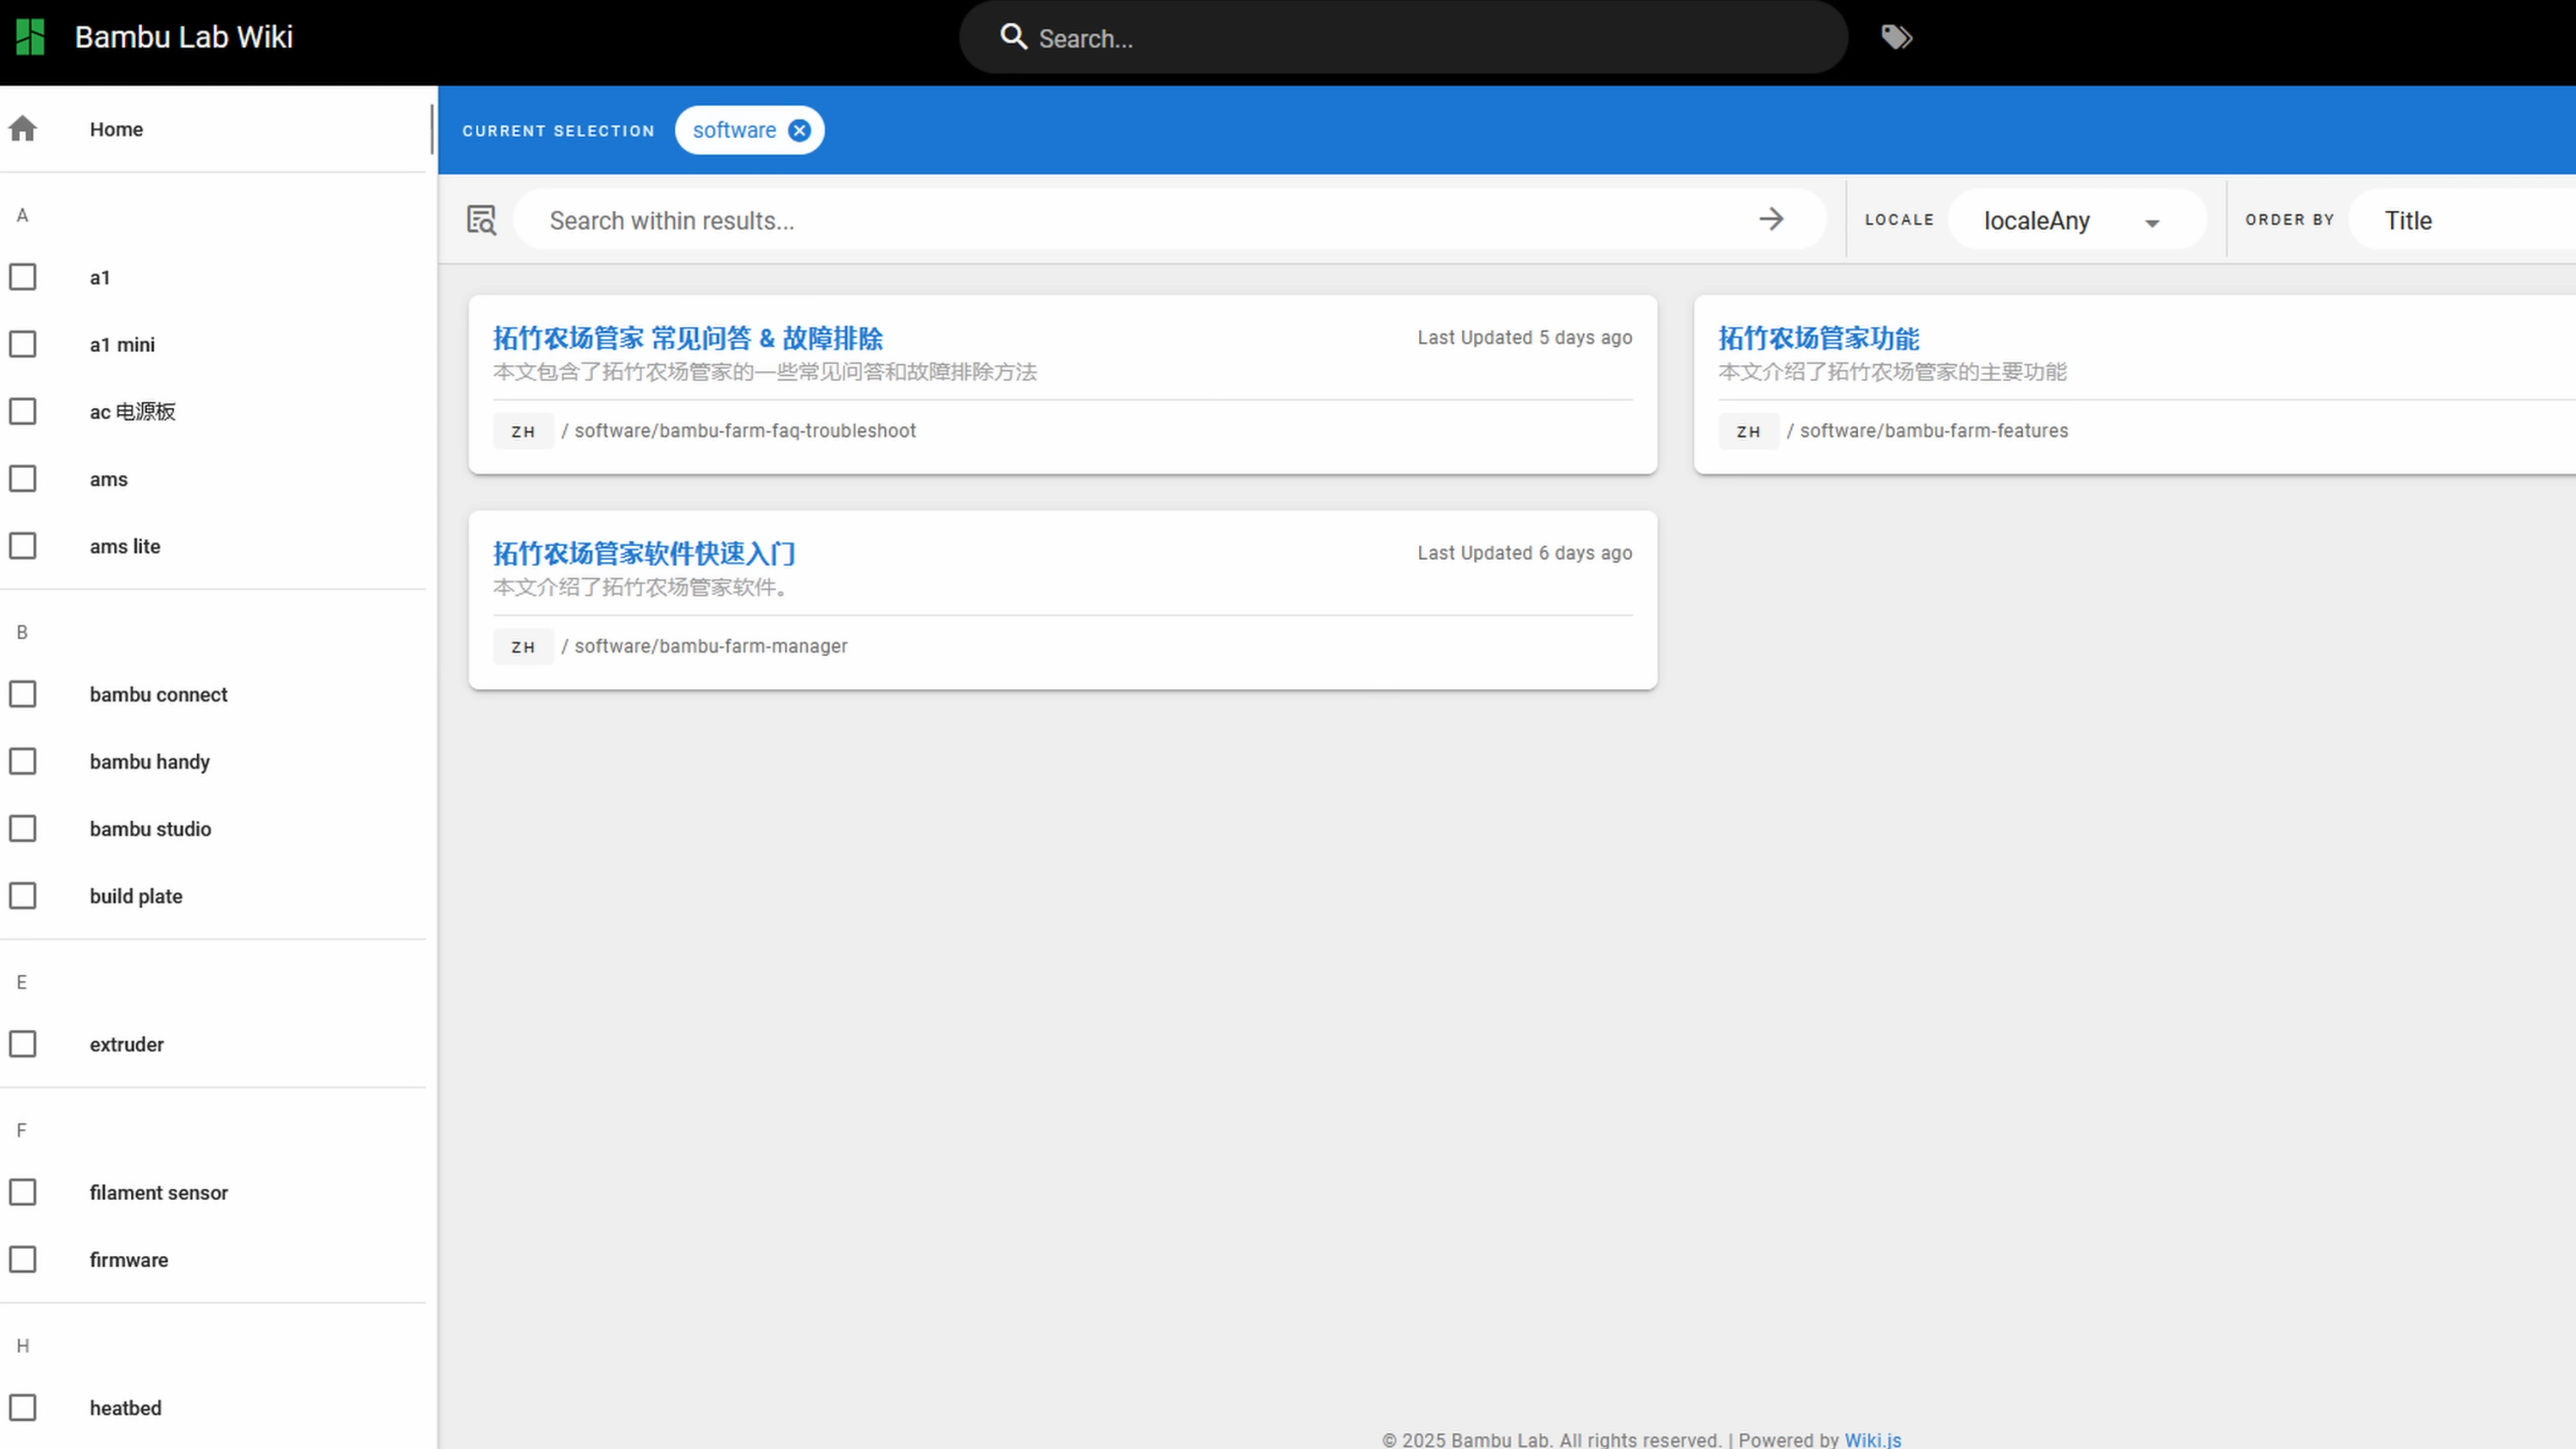 Bambu Lab Wiki
Search...
Home
A
a1
a1 mini
ac 电源板
ams
ams lite
B
bambu connect
bambu handy
bambu studio
build plate
E
extruder
F
filament sensor
firmware
H
heatbed
CURRENT SELECTION software
Search within results...
LOCALE localeAny
ORDER BY Title
拓竹农场管家 常见问答 & 故障排除
Last Updated 5 days ago
本文包含了拓竹农场管家的一些常见问答和故障排除方法
ZH / software/bambu-farm-faq-troubleshoot
拓竹农场管家功能
本文介绍了拓竹农场管家的主要功能
ZH / software/bambu-farm-features
拓竹农场管家软件快速入门
Last Updated 6 days ago
本文介绍了拓竹农场管家软件。
ZH / software/bambu-farm-manager
© 2025 Bambu Lab. All rights reserved. | Powered by Wiki.js